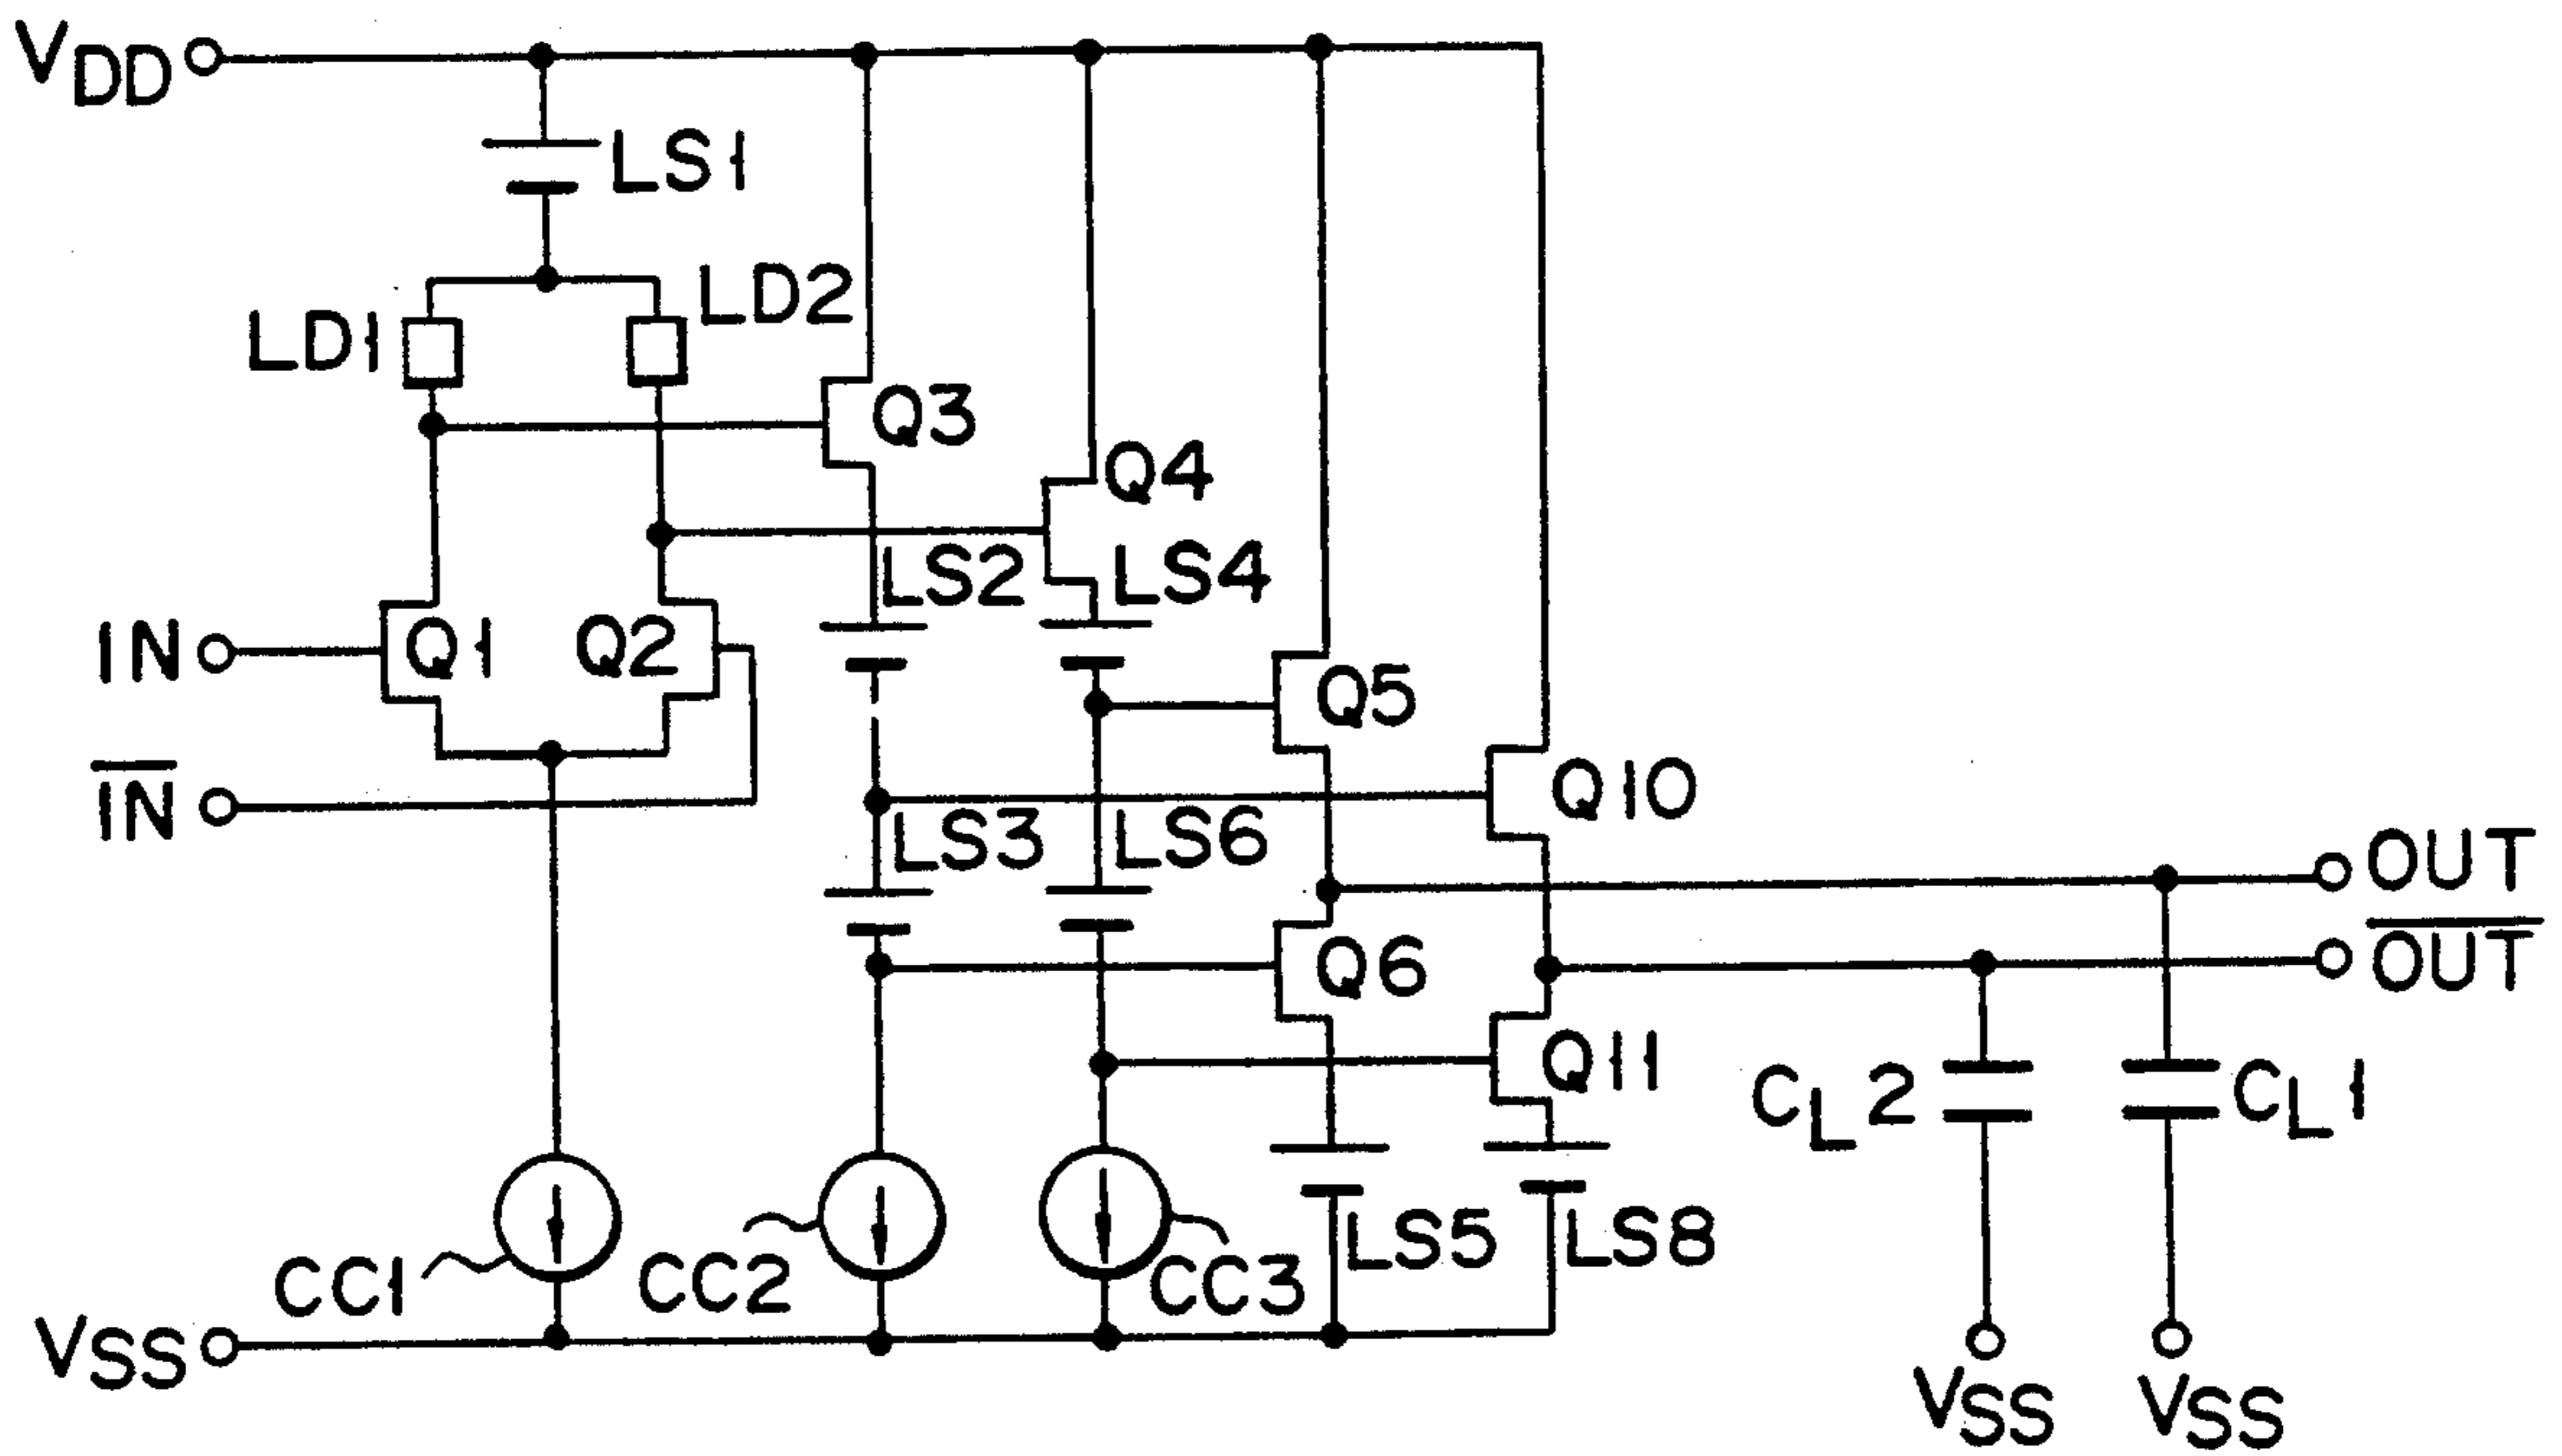 VDD
LS1
LD1
LD2
Q3
Q4
LS2
LS4
IN
Q1
Q2
Q5
IN
Q10
LS3
LS6
OUT
OUT
Q6
Q11
CL2
CL1
LS5
LS8
CC1
CC2
CC3
VSS
VSS
VSS